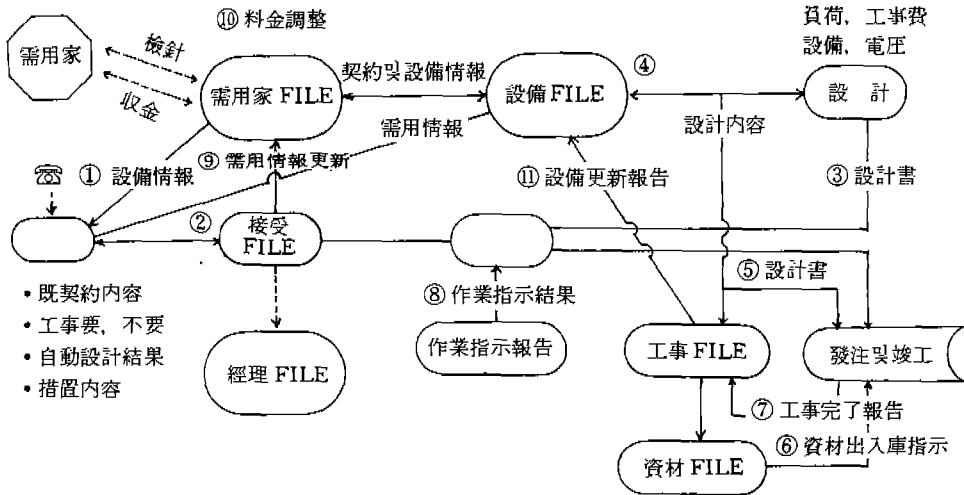 ⑩ 料金調整
負荷, 工事費
設備, 電圧
需用家
檢針
収金
需用家 FILE
契約및設備情報
設備 FILE
④
設 計
需用情報
設計内容
⑨ 需用情報更新
① 設備情報
⑪ 設備更新報告
③ 設計書
②
接受
FILE
⑤ 設計書
• 既契約内容
• 工事要, 不要
• 自動設計結果
• 措置内容
⑧ 作業指示結果
作業指示報告
經理 FILE
工事 FILE
發注및竣工
⑦ 工事完了報告
⑥ 資材出入庫指示
資材 FILE